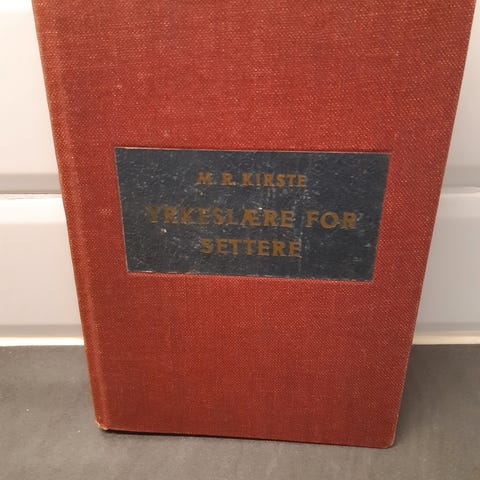 M. R. KIRSTE
YRKESLÆRE FOR
SETTERE